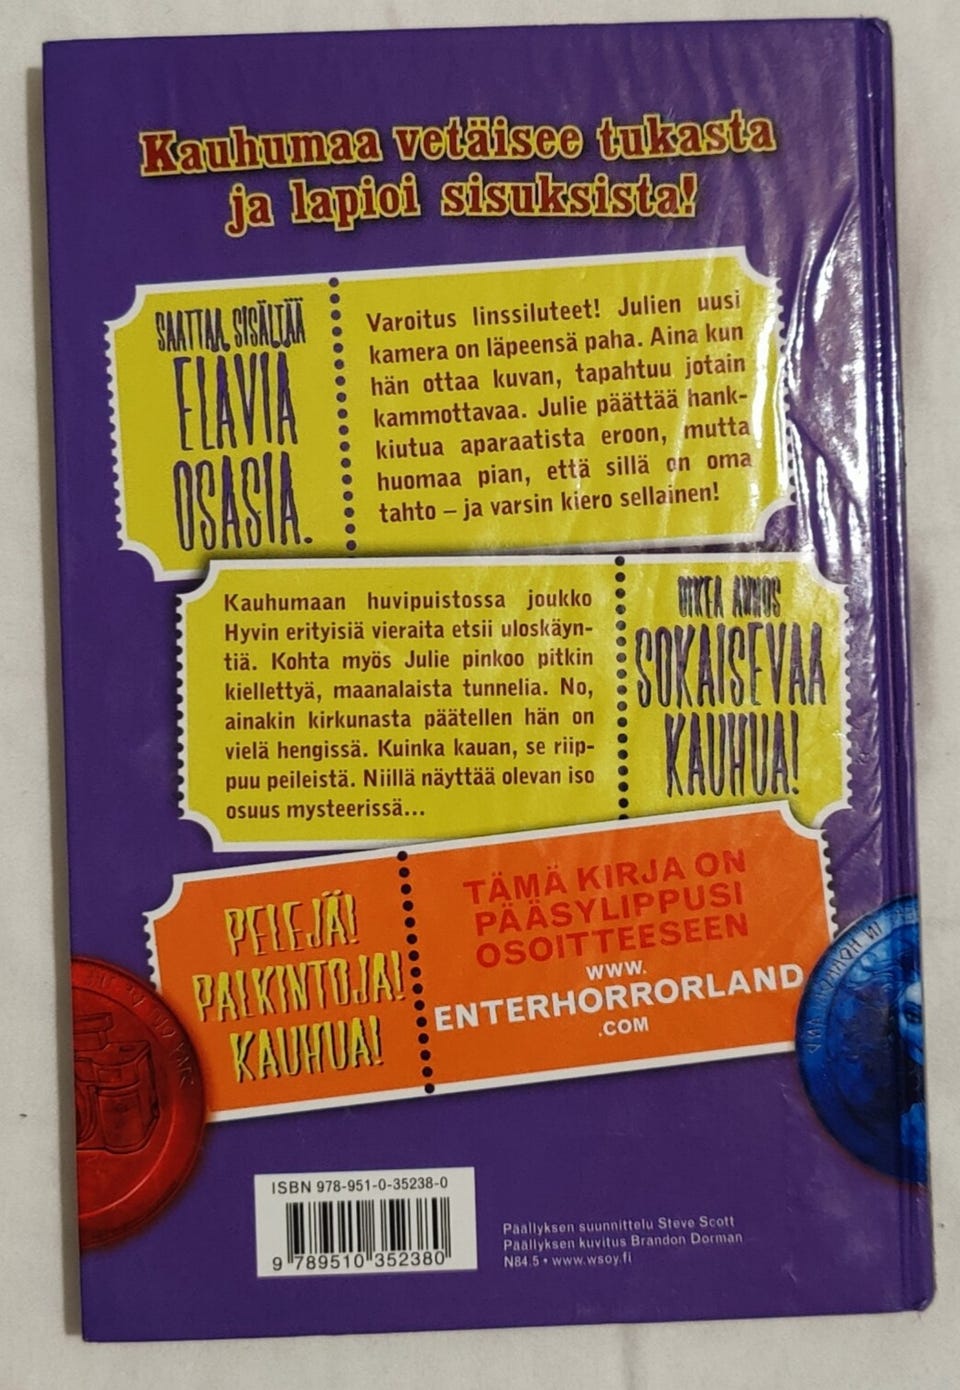 Kauhumaa vetäisee tukasta
ja lapioi sisuksista!
SAATTAA SISÄLTÄÄ
ELÄVIÄ
OSASIA.
Varoitus linssiluteet! Julien uusi
kamera on läpeensä paha. Aina kun
hän ottaa kuvan, tapahtuu jotain
kammottavaa. Julie päättää hank-
kiutua aparaatista eroon, mutta
huomaa pian, että sillä on oma
tahto – ja varsin kiero sellainen!
Kauhumaan huvipuistossa joukko
Hyvin erityisiä vieraita etsii uloskäyn-
tiä. Kohta myös Julie pinkoo pitkin
kiellettyä, maanalaista tunnelia. No,
ainakin kirkunasta päätellen hän on
vielä hengissä. Kuinka kauan, se riip-
puu peileistä. Niillä näyttää olevan iso
osuus mysteerissä...
OIKEA ANNOS
SOKAISEVAA
KAUHUA!
PELEJÄ!
PALKINTOJA!
KAUHUA!
TÄMÄ KIRJA ON
PÄÄSYLIPPUSI
OSOITTEESEEN
WWW.
ENTERHORRORLAND
.COM
ISBN 978-951-0-35238-0
9 789510 352380
Päällyksen suunnittelu Steve Scott
Päällyksen kuvitus Brandon Dorman
N84.5 • www.wsoy.fi